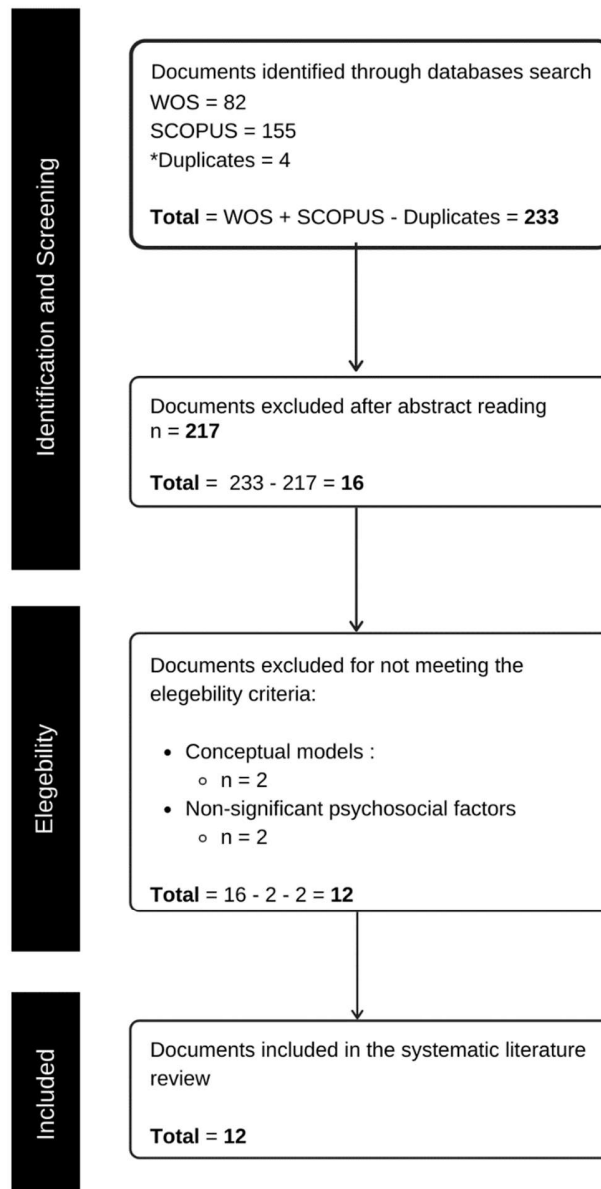 Identification and Screening
Documents identified through databases search
WOS = 82
SCOPUS = 155
*Duplicates = 4
Total = WOS + SCOPUS - Duplicates = 233
Documents excluded after abstract reading
n = 217
Total = 233 - 217 = 16
Elegebility
Documents excluded for not meeting the
elegebility criteria:
• Conceptual models :
○ n = 2
• Non-significant psychosocial factors
○ n = 2
Total = 16 - 2 - 2 = 12
Included
Documents included in the systematic literature
review
Total = 12